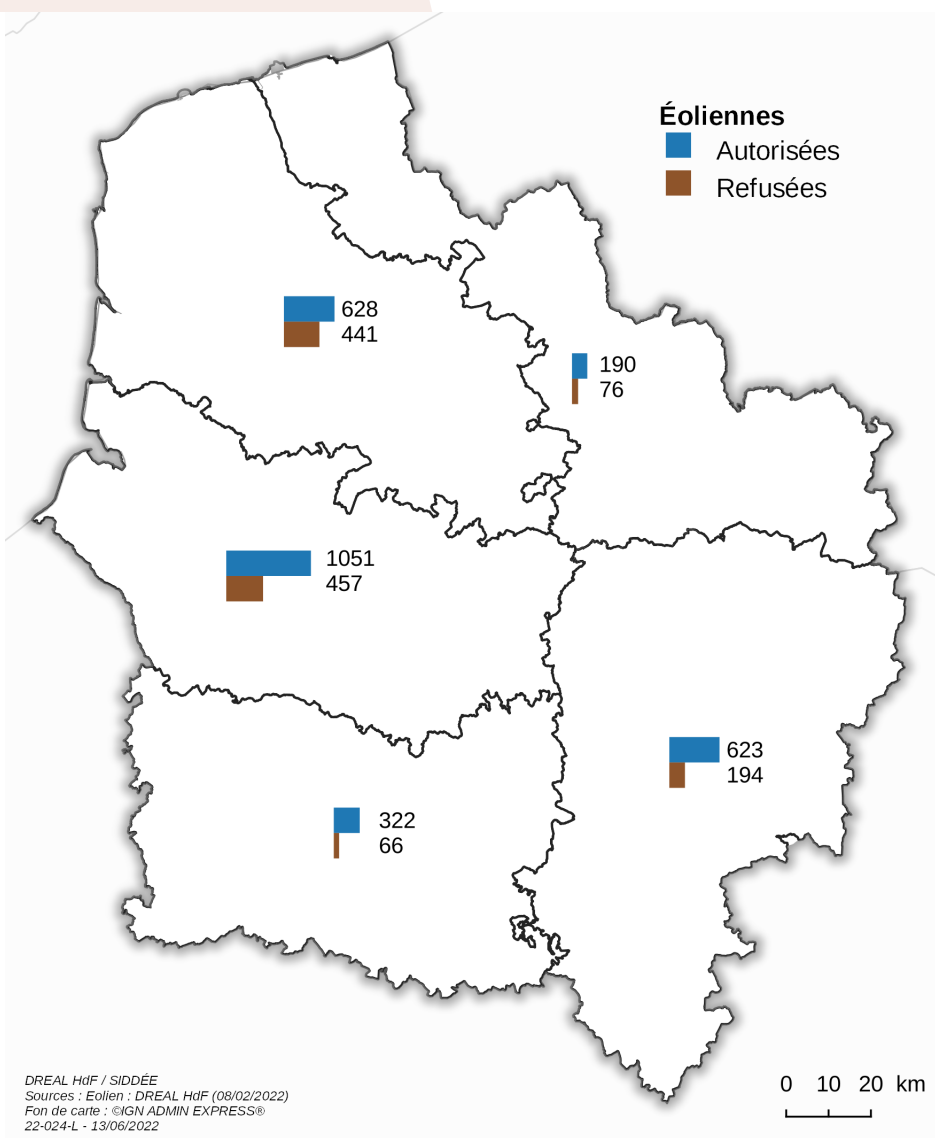 Éoliennes
Autorisées
Refusées
628
441
190
76
1051
457
623
194
322
66
DREAL HdF / SIDDÉE
Sources : Eolien : DREAL HdF (08/02/2022)
Fon de carte : ©IGN ADMIN EXPRESS®
22-024-L - 13/06/2022
0 10 20 km